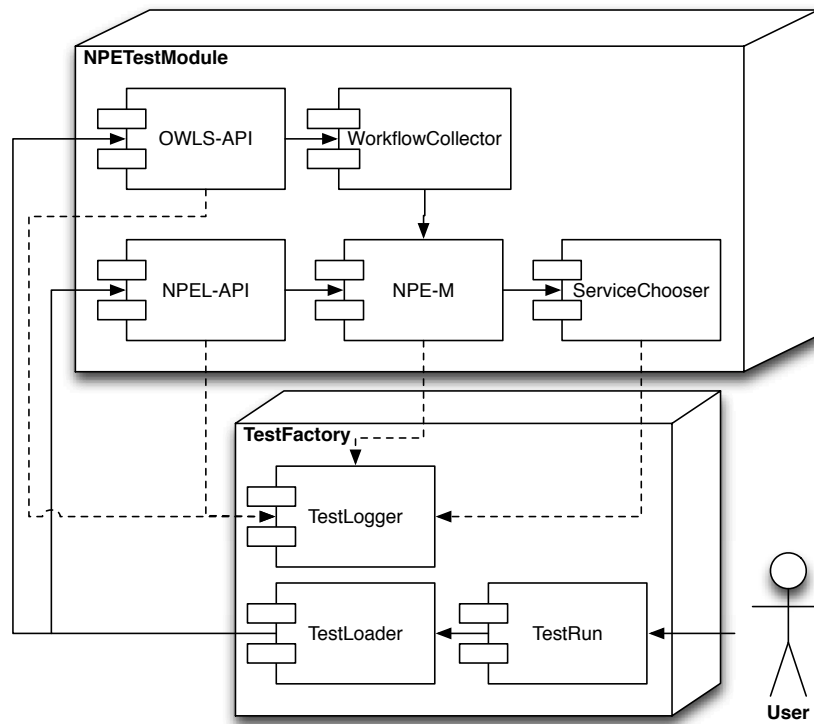 NPETestModule
OWLS-API
WorkflowCollector
NPEL-API
NPE-M
ServiceChooser
TestFactory
TestLogger
TestLoader
TestRun
User